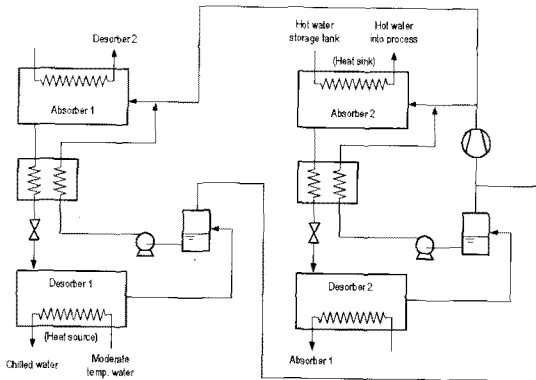 Desorber 2
Absorber 1
Desorber 1
(Heat source)
Chilled water
Moderate
temp. water
Hot water
storage tank
Hot water
into process
(Heat sink)
Absorber 2
Desorber 2
Absorber 1